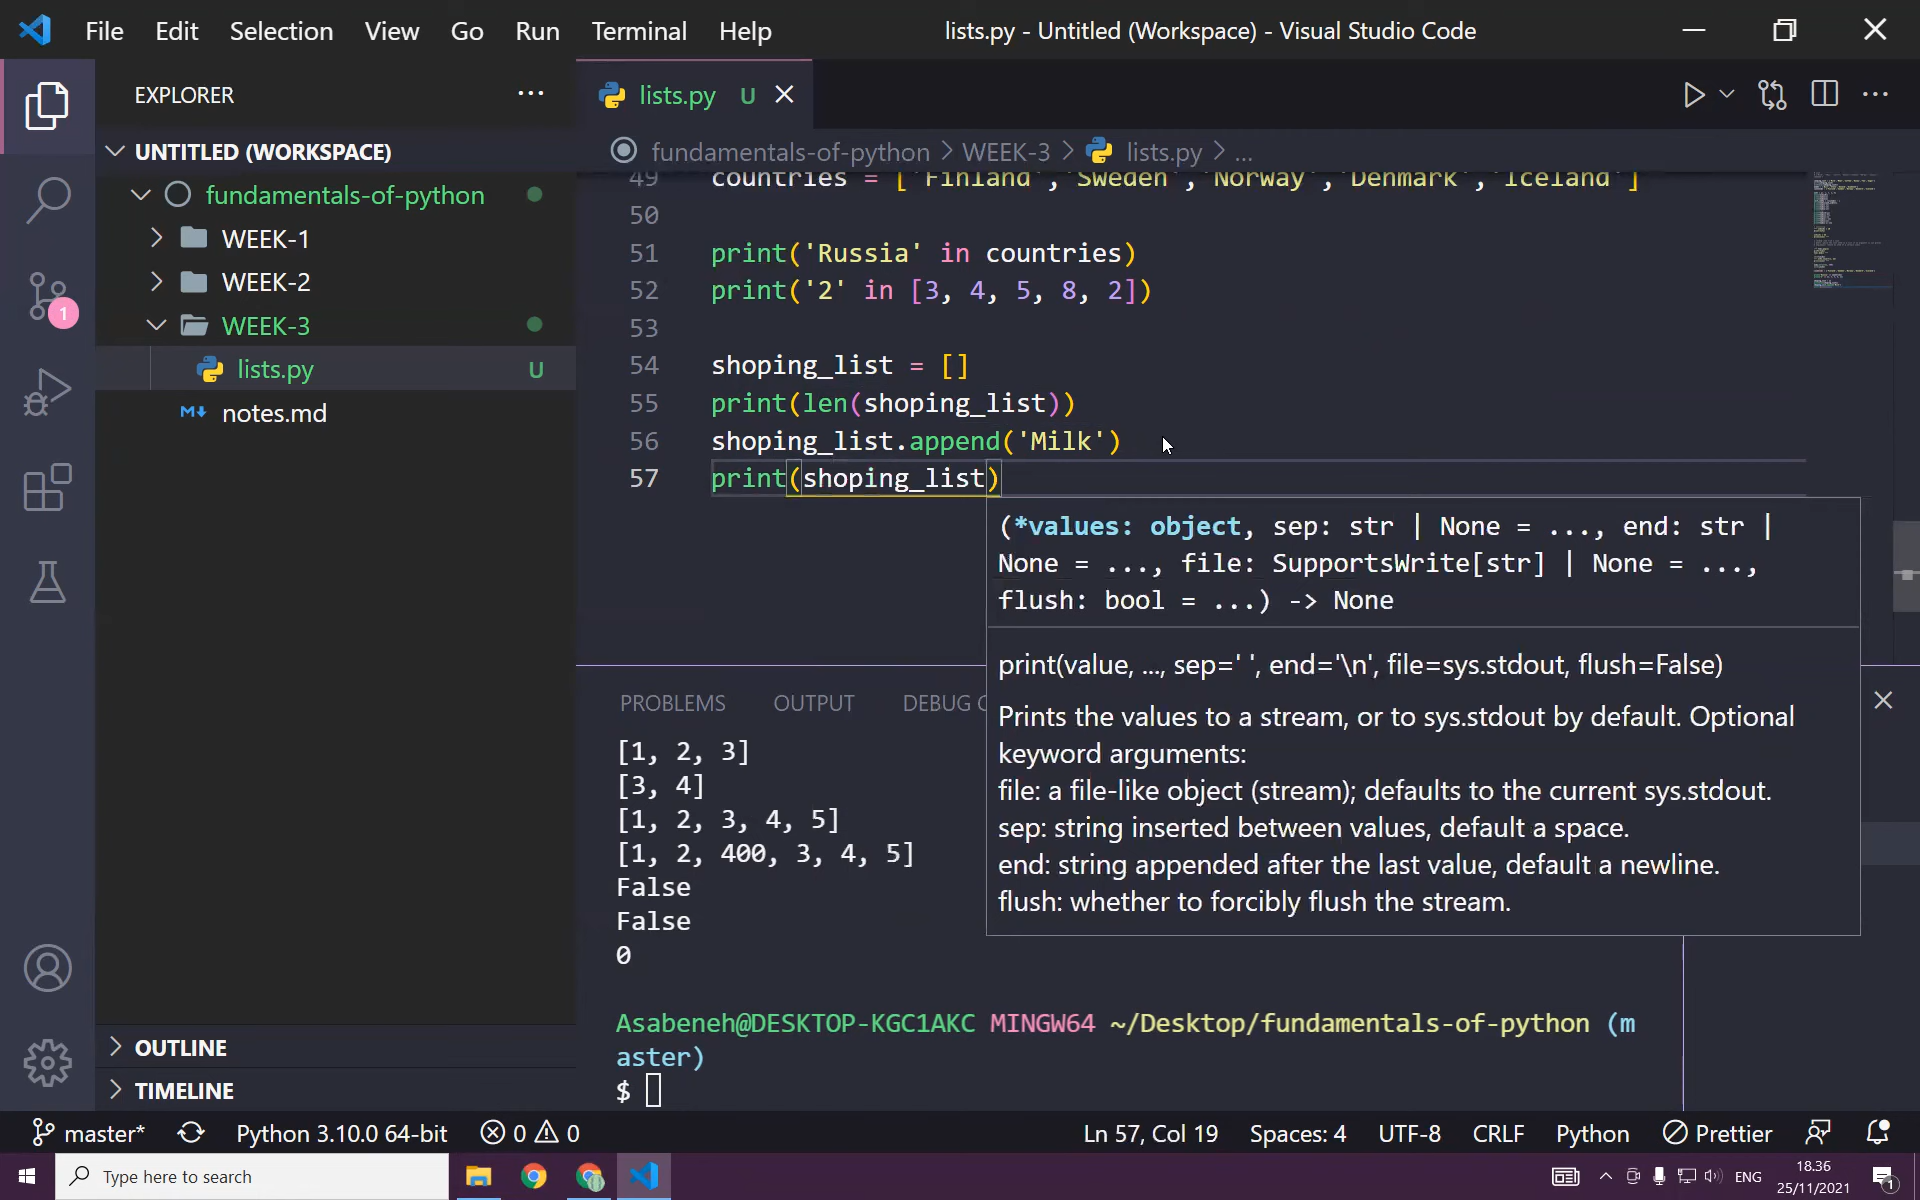 File Edit Selection View Go Run Terminal Help
lists.py - Untitled (Workspace) - Visual Studio Code
EXPLORER
UNTITLED (WORKSPACE)
fundamentals-of-python
WEEK-1
WEEK-2
WEEK-3
lists.py U
notes.md
OUTLINE
TIMELINE
1
lists.py U
fundamentals-of-python > WEEK-3 > lists.py > ...
49 countries = ['Finland','Sweden','Norway','Denmark','Iceland']
50
51 print('Russia' in countries)
52 print('2' in [3, 4, 5, 8, 2])
53
54 shoping_list = []
55 print(len(shoping_list))
56 shoping_list.append('Milk')
57 print(shoping_list)
(*values: object, sep: str | None = ..., end: str |
None = ..., file: SupportsWrite[str] | None = ...,
flush: bool = ...) -> None
print(value, ..., sep=' ', end='\n', file=sys.stdout, flush=False)
Prints the values to a stream, or to sys.stdout by default. Optional
keyword arguments:
file: a file-like object (stream); defaults to the current sys.stdout.
sep: string inserted between values, default a space.
end: string appended after the last value, default a newline.
flush: whether to forcibly flush the stream.
PROBLEMS OUTPUT DEBUG
[1, 2, 3]
[3, 4]
[1, 2, 3, 4, 5]
[1, 2, 400, 3, 4, 5]
False
False
0
Asabeneh@DESKTOP-KGC1AKC MINGW64 ~/Desktop/fundamentals-of-python (m
aster)
$
master* Python 3.10.0 64-bit 0 0 Ln 57, Col 19 Spaces: 4 UTF-8 CRLF Python Prettier
Type here to search
ENG
18.36
25/11/2021
1